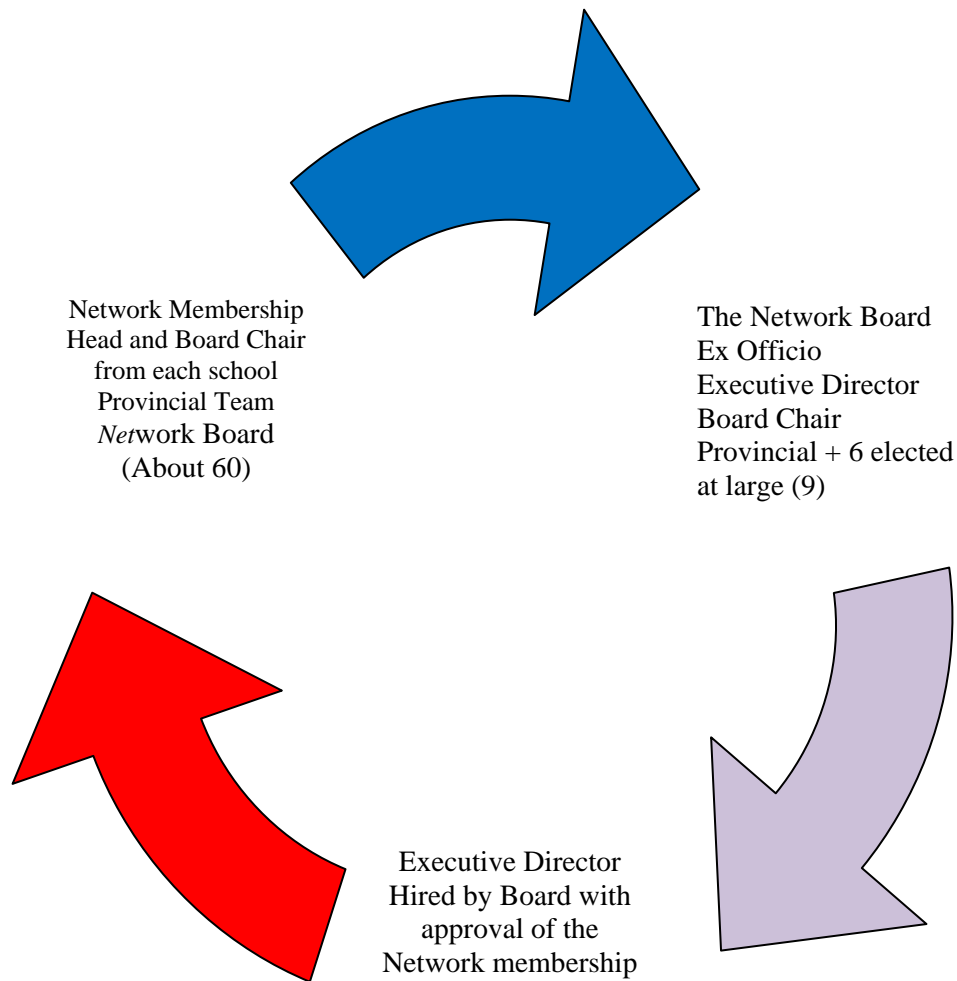 Network Membership
Head and Board Chair
from each school
Provincial Team
Network Board
(About 60)
The Network Board
Ex Officio
Executive Director
Board Chair
Provincial + 6 elected
at large (9)
Executive Director
Hired by Board with
approval of the
Network membership